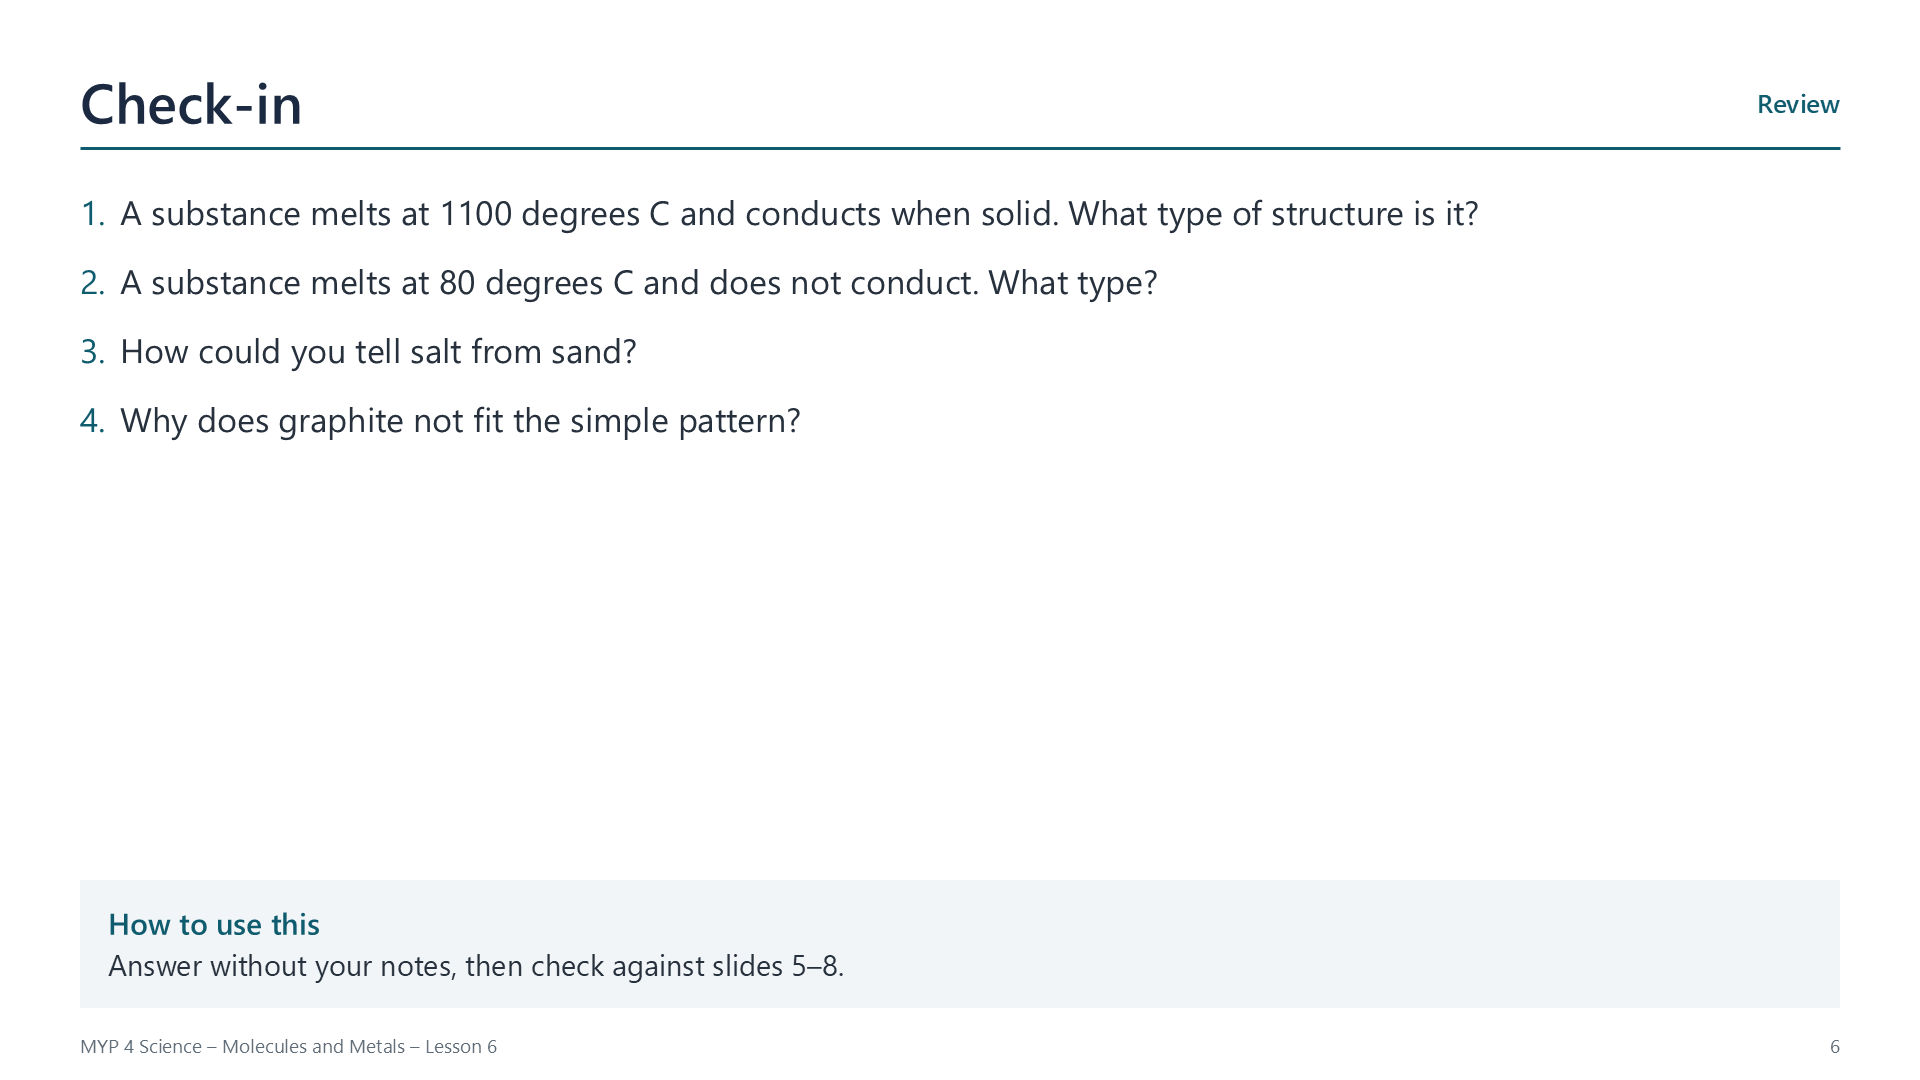 Check-in
Review
1. A substance melts at 1100 degrees C and conducts when solid. What type of structure is it?
2. A substance melts at 80 degrees C and does not conduct. What type?
3. How could you tell salt from sand?
4. Why does graphite not fit the simple pattern?
How to use this
Answer without your notes, then check against slides 5–8.
MYP 4 Science – Molecules and Metals – Lesson 6
6